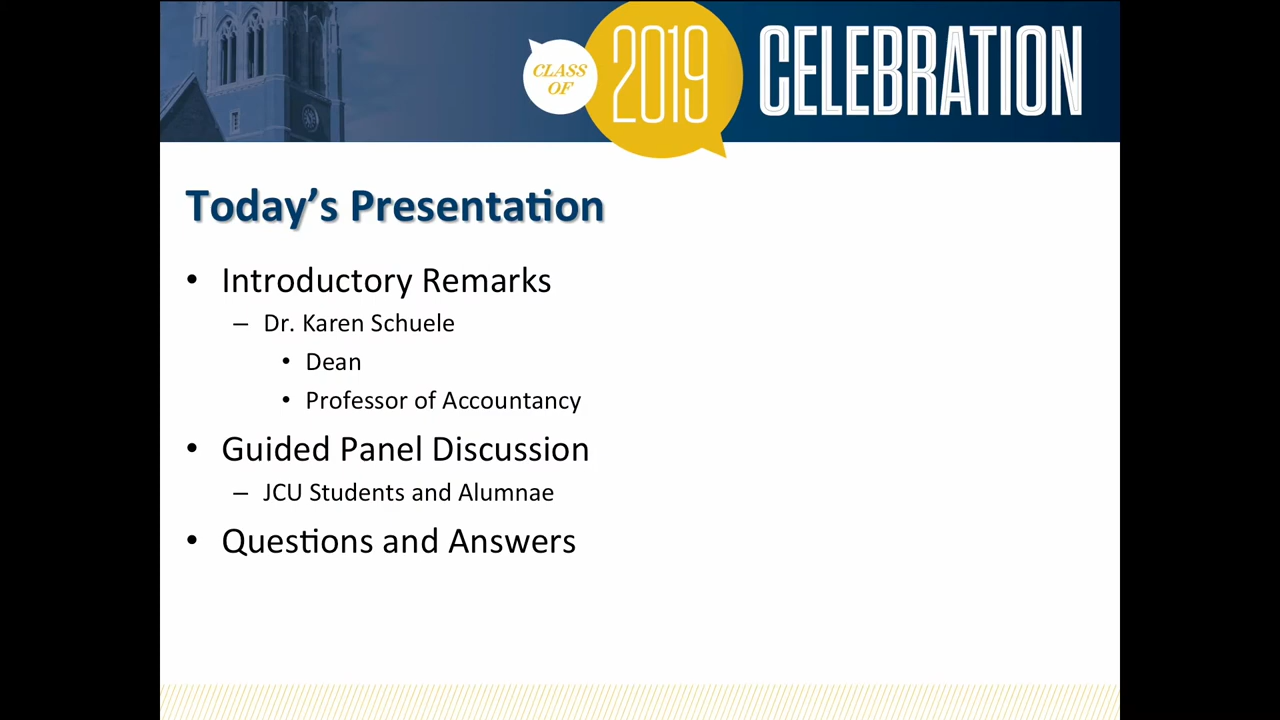 CLASS
OF
2019
CELEBRATION
Today's Presentation
• Introductory Remarks
– Dr. Karen Schuele
• Dean
• Professor of Accountancy
• Guided Panel Discussion
– JCU Students and Alumnae
• Questions and Answers